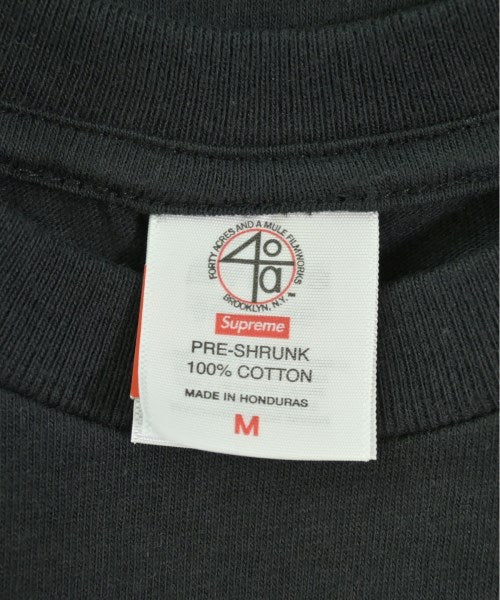 FORTY ACRES AND A MULE FILMWORKS
40a
BROOKLYN, N.Y.
Supreme
PRE-SHRUNK
100% COTTON
MADE IN HONDURAS
M